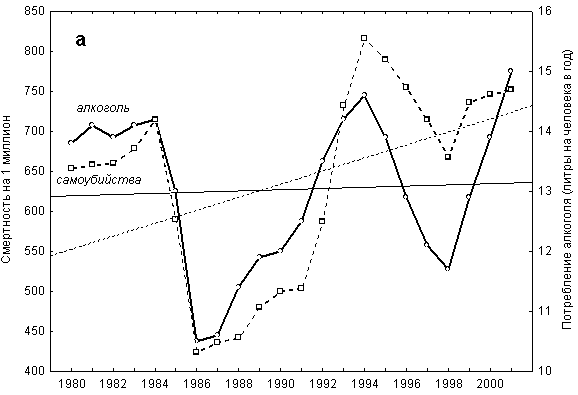 а
алкоголь
самоубийства
Смертность на 1 миллион
850
800
750
700
650
600
550
500
450
400
Потребление алкоголя (литры на человека в год)
16
15
14
13
12
11
10
1980 1982 1984 1986 1988 1990 1992 1994 1996 1998 2000